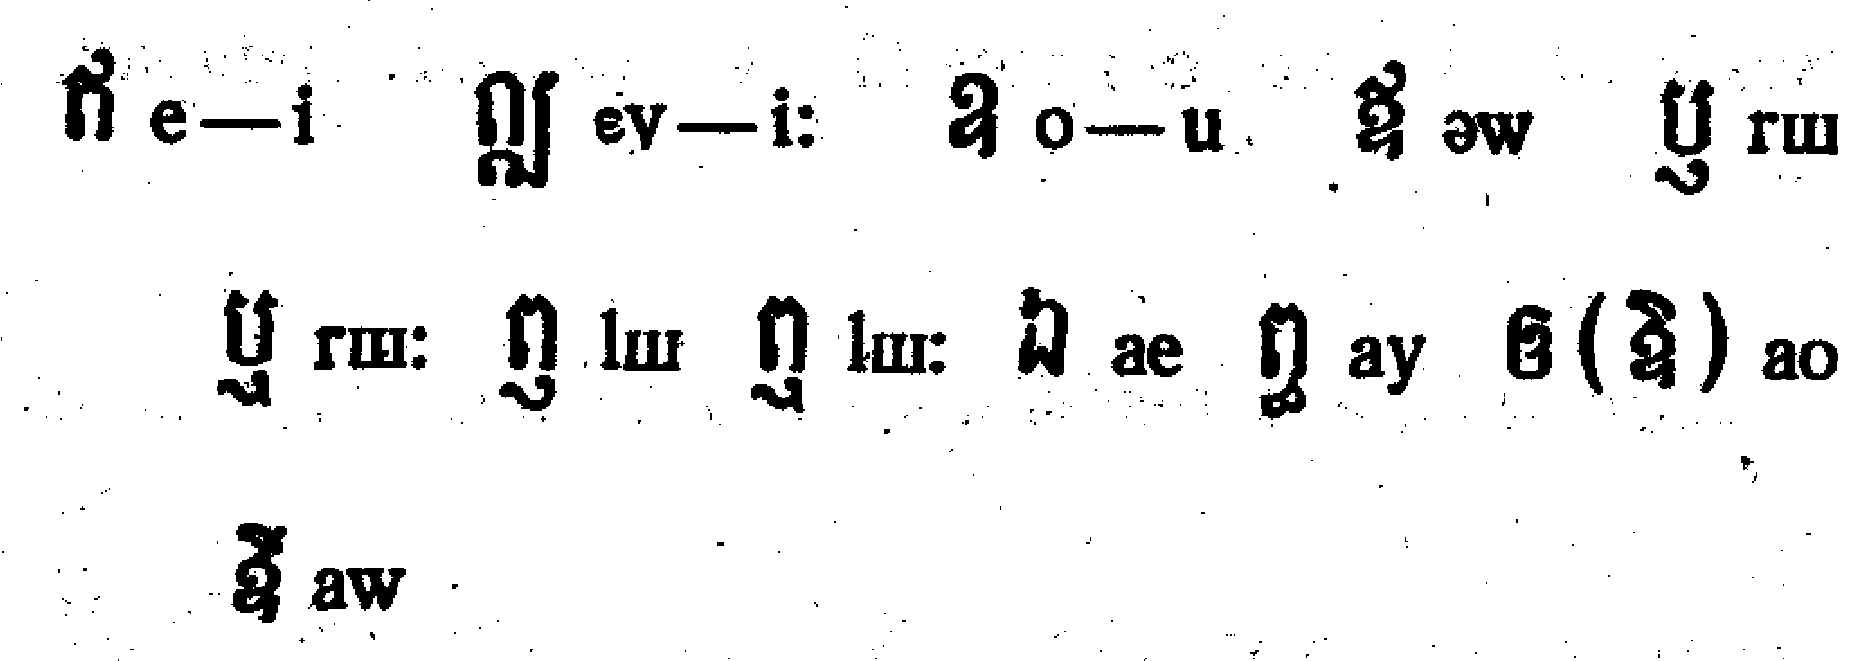 ឥ e—i ឦ ey—i: ឧ o—u ឪ əw ឫ rɯ
ឬ rɯ: ឭ lɯ ឮ lɯ: ឯ ae ឰ ay ឲ (ឱ) ao
ឳ aw